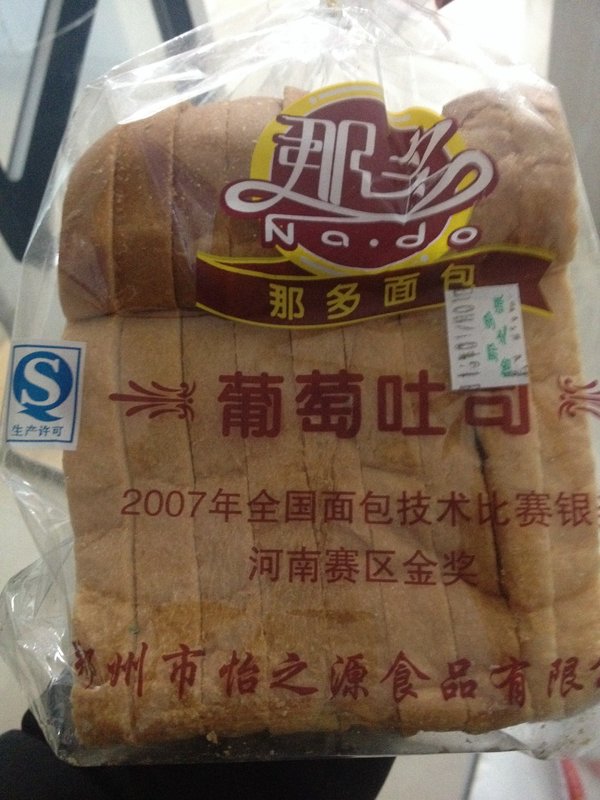 那多
Na·do
那多面包
S
生产许可
葡萄吐司
2007年全国面包技术比赛银
河南赛区金奖
郑州市怡之源食品有限